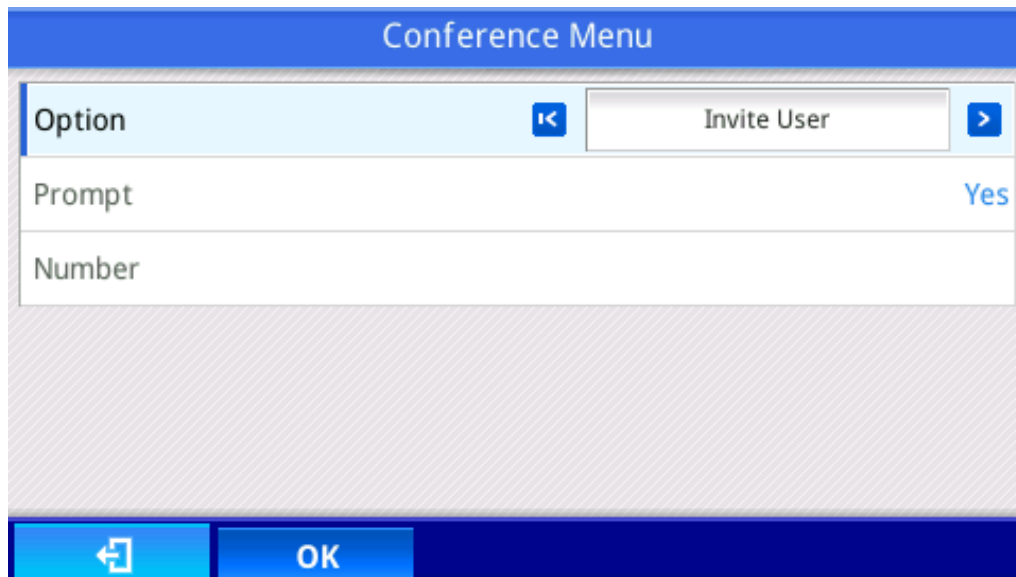 Conference Menu
Option Invite User
Prompt Yes
Number
OK